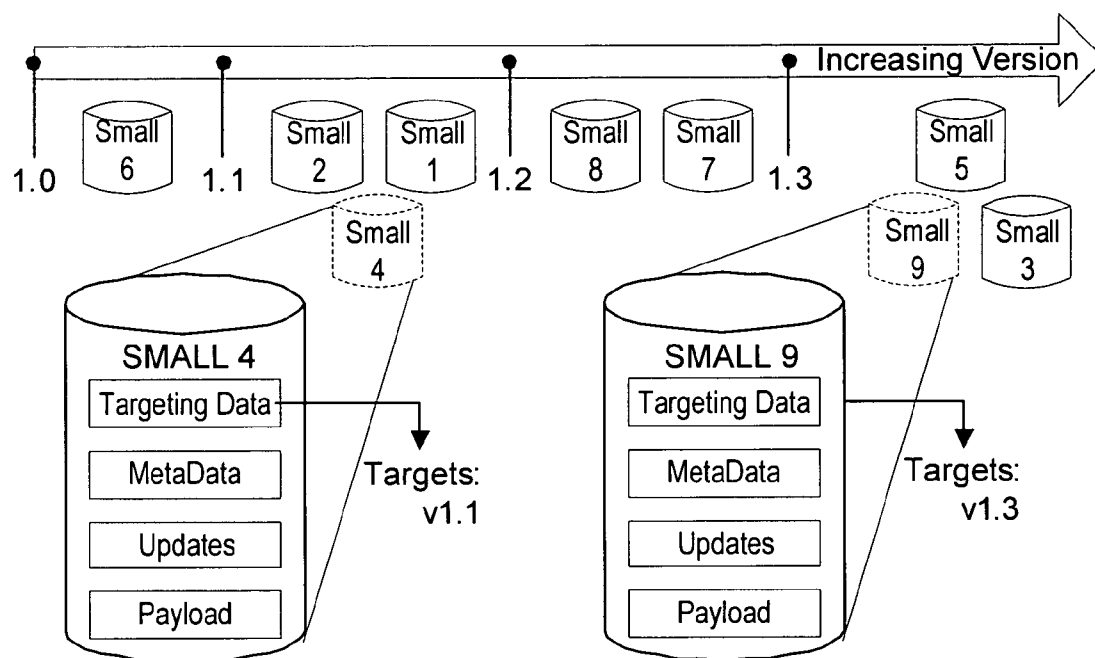 Increasing Version
1.0
Small
6
1.1
Small
2
Small
1
1.2
Small
8
Small
7
1.3
Small
5
Small
4
Small
9
Small
3
SMALL 4
Targeting Data
MetaData
Updates
Payload
Targets:
v1.1
SMALL 9
Targeting Data
MetaData
Updates
Payload
Targets:
v1.3